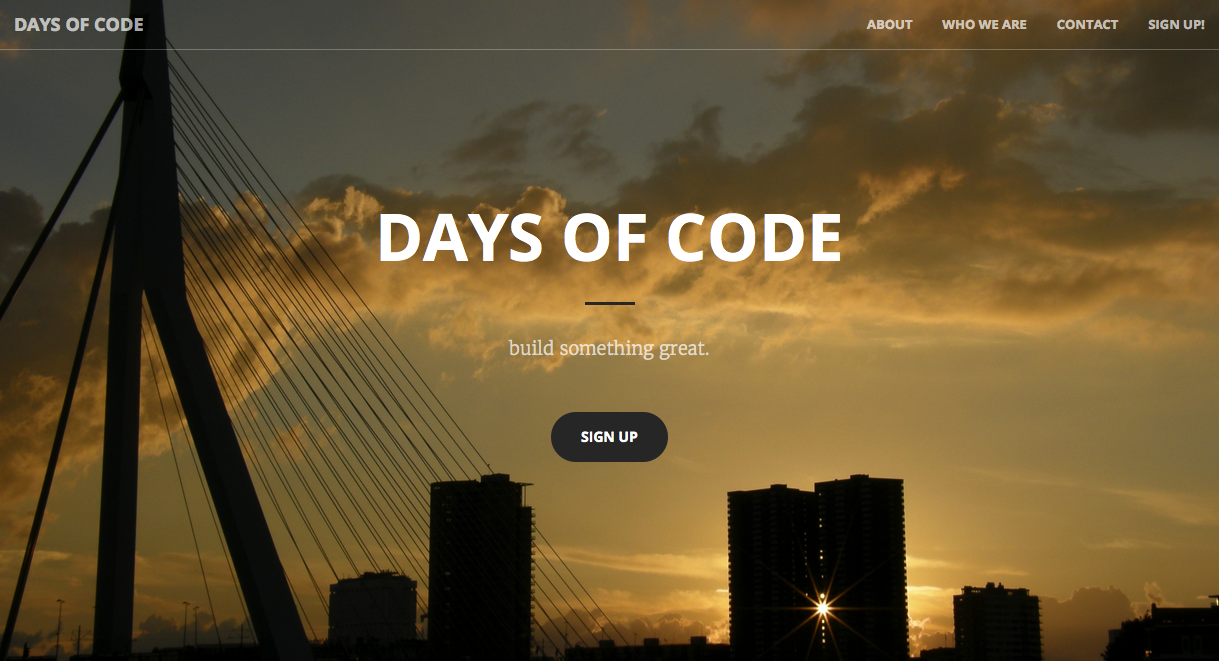 DAYS OF CODE
ABOUT
WHO WE ARE
CONTACT
SIGN UP!
DAYS OF CODE
build something great.
SIGN UP